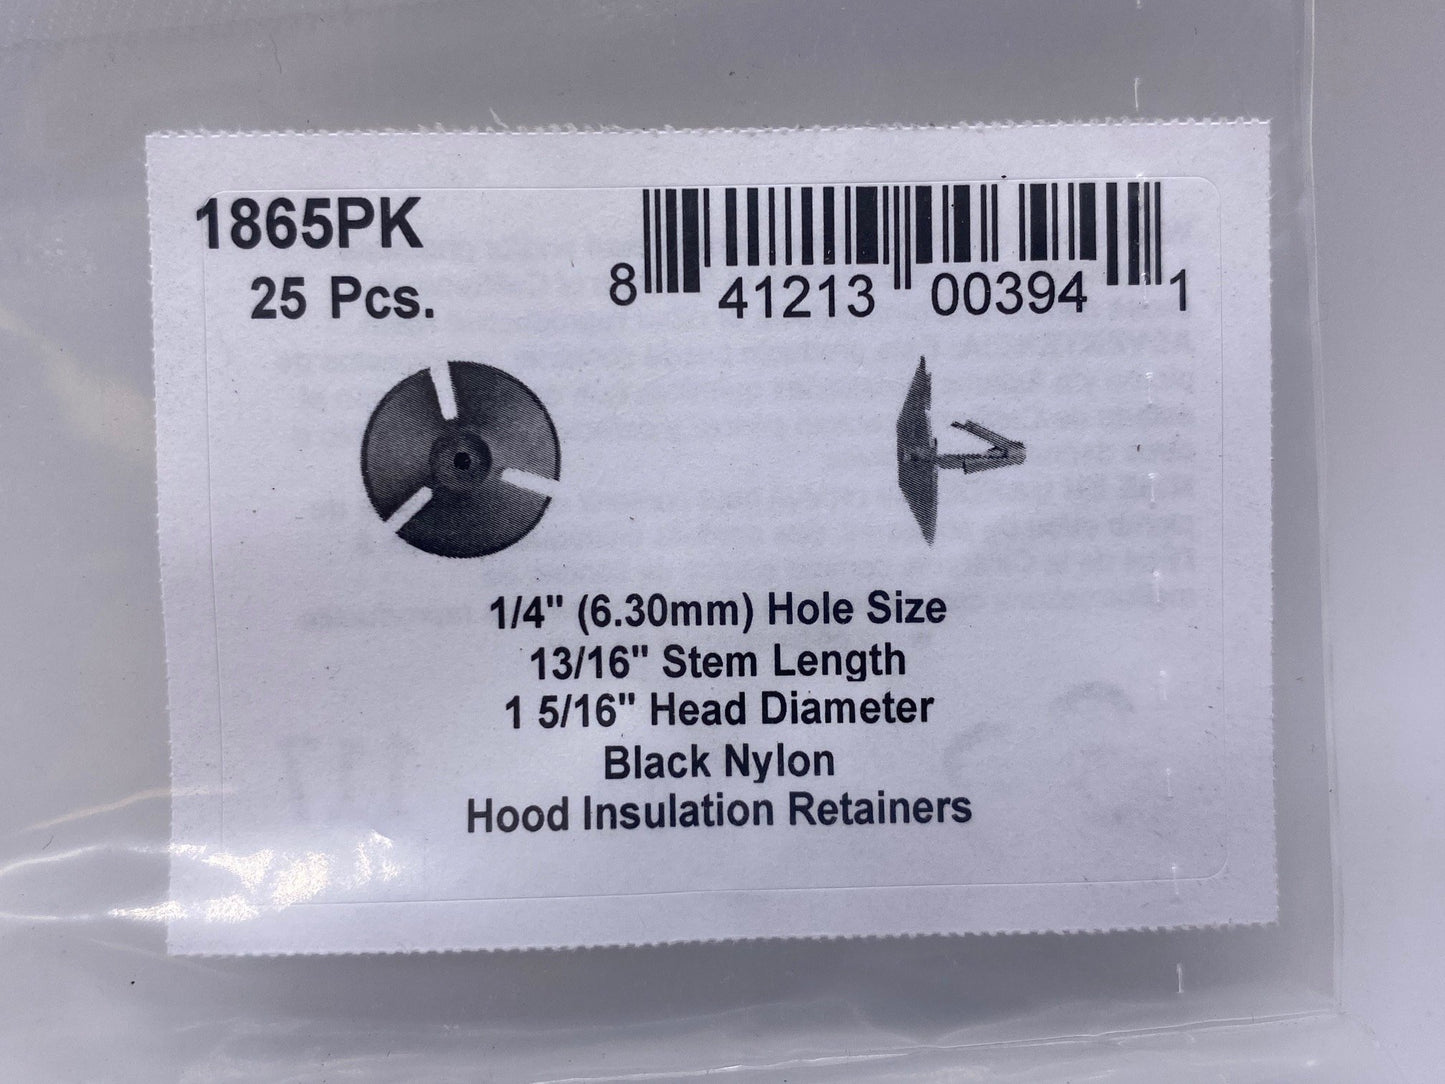 1865PK
25 Pcs.
8 41213 00394 1
1/4" (6.30mm) Hole Size
13/16" Stem Length
1 5/16" Head Diameter
Black Nylon
Hood Insulation Retainers